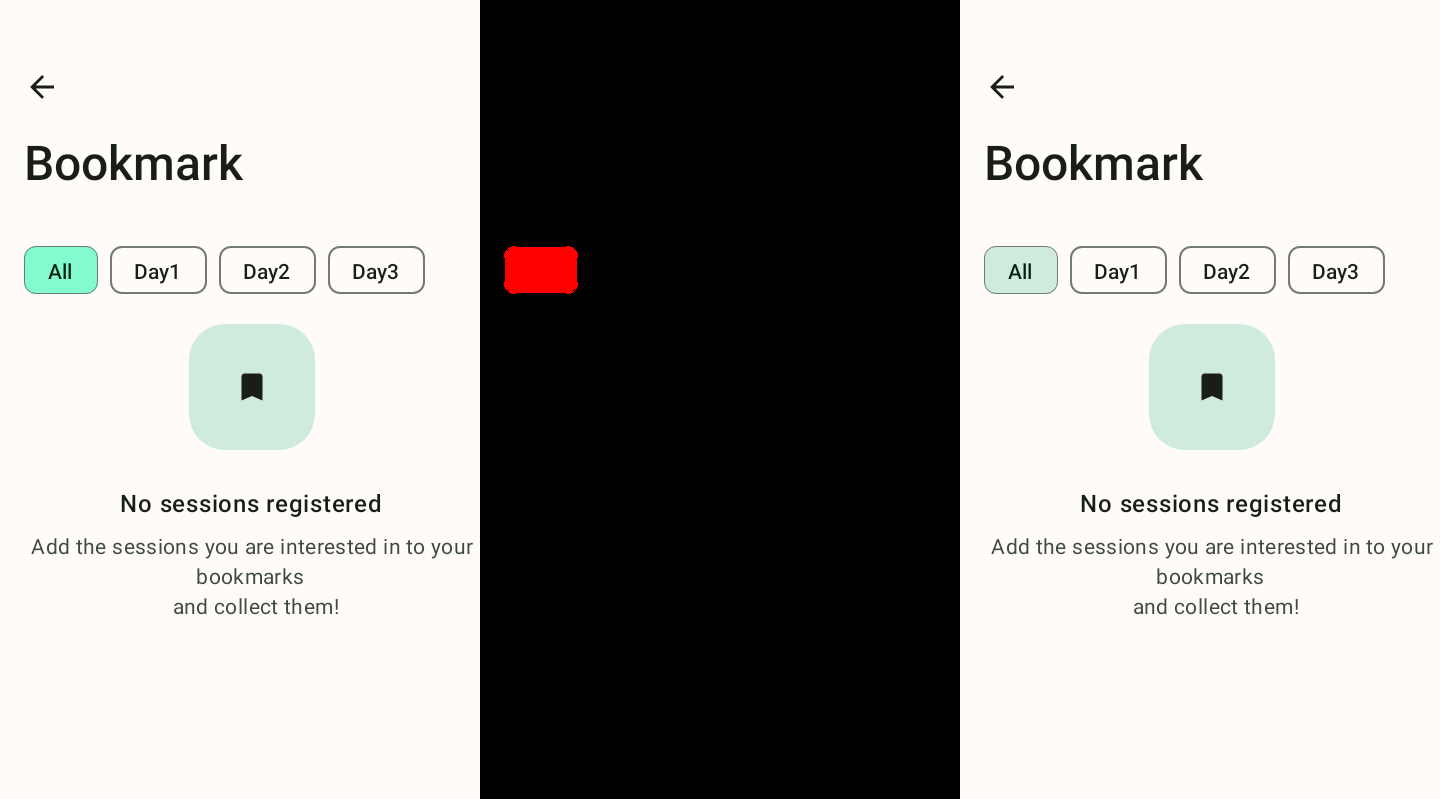 Bookmark
All Day1 Day2 Day3
No sessions registered
Add the sessions you are interested in to your
bookmarks
and collect them!
Bookmark
All Day1 Day2 Day3
No sessions registered
Add the sessions you are interested in to your
bookmarks
and collect them!